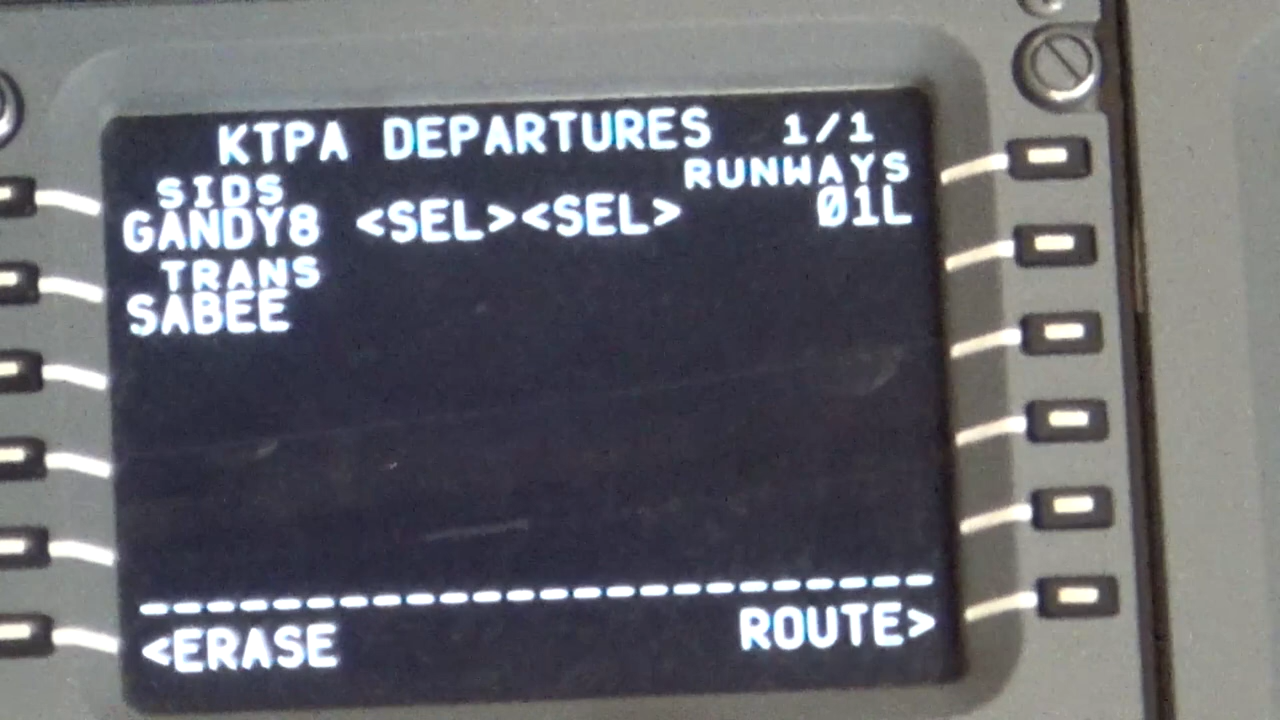 KTPA DEPARTURES 1/1
SIDS RUNWAYS
GANDY8 <SEL><SEL> 01L
TRANS
SABEE
------------------------
<ERASE ROUTE>